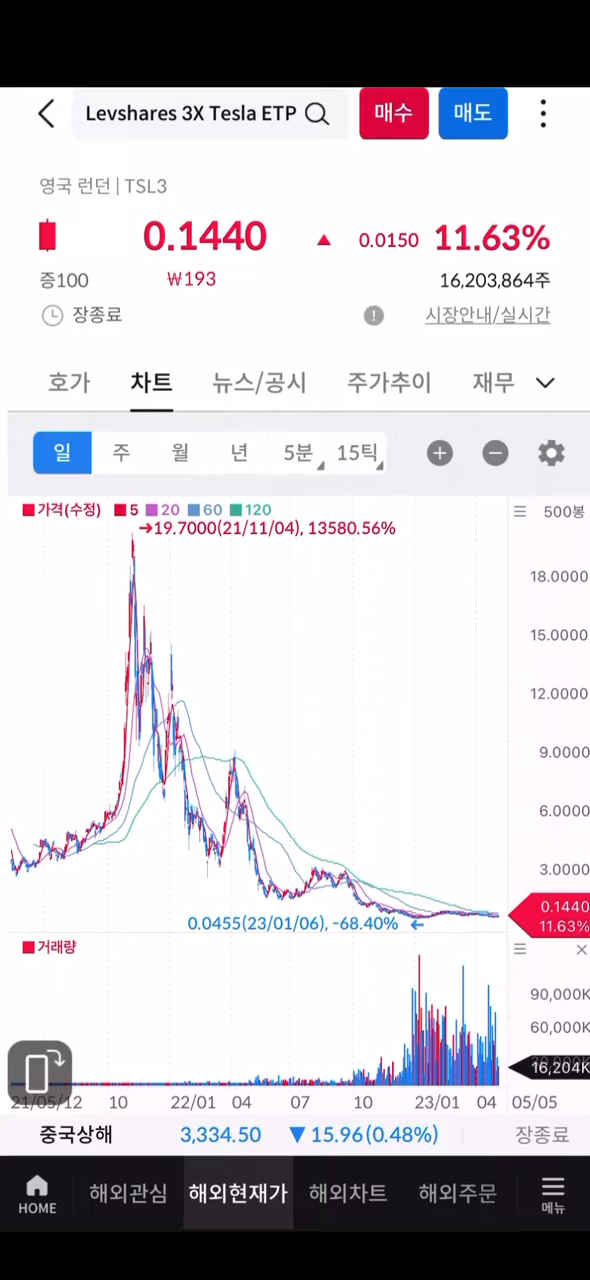 Levshares 3X Tesla ETP 매수 매도
영국 런던 | TSL3
0.1440 ▲ 0.0150 11.63%
증100 ₩193 16,203,864주
장종료 시장안내/실시간
호가 차트 뉴스/공시 주가추이 재무
일 주 월 년 5분 15틱
가격(수정) 5 20 60 120 500봉
→19.7000(21/11/04), 13580.56%
18.0000
15.0000
12.0000
9.0000
6.0000
3.0000
0.1440
11.63%
0.0455(23/01/06), -68.40% ←
거래량
90,000K
60,000K
16,204K
21/05/12 10 22/01 04 07 10 23/01 04 05/05
중국상해 3,334.50 ▼ 15.96(0.48%) 장종료
HOME 해외관심 해외현재가 해외차트 해외주문 메뉴